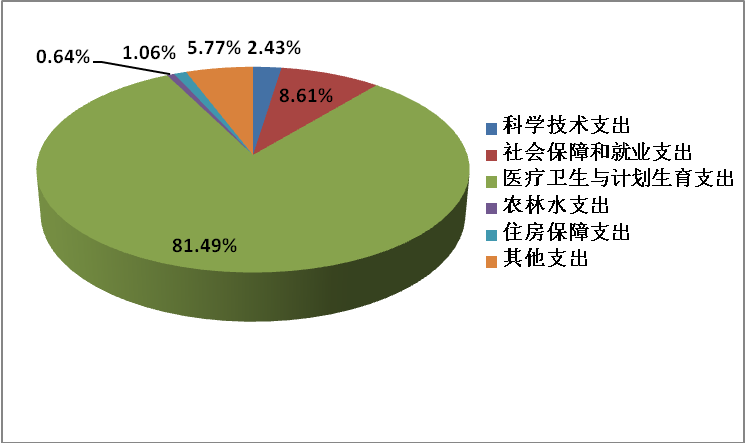 0.64% 1.06% 5.77% 2.43%
8.61%
81.49%
科学技术支出
社会保障和就业支出
医疗卫生与计划生育支出
农林水支出
住房保障支出
其他支出